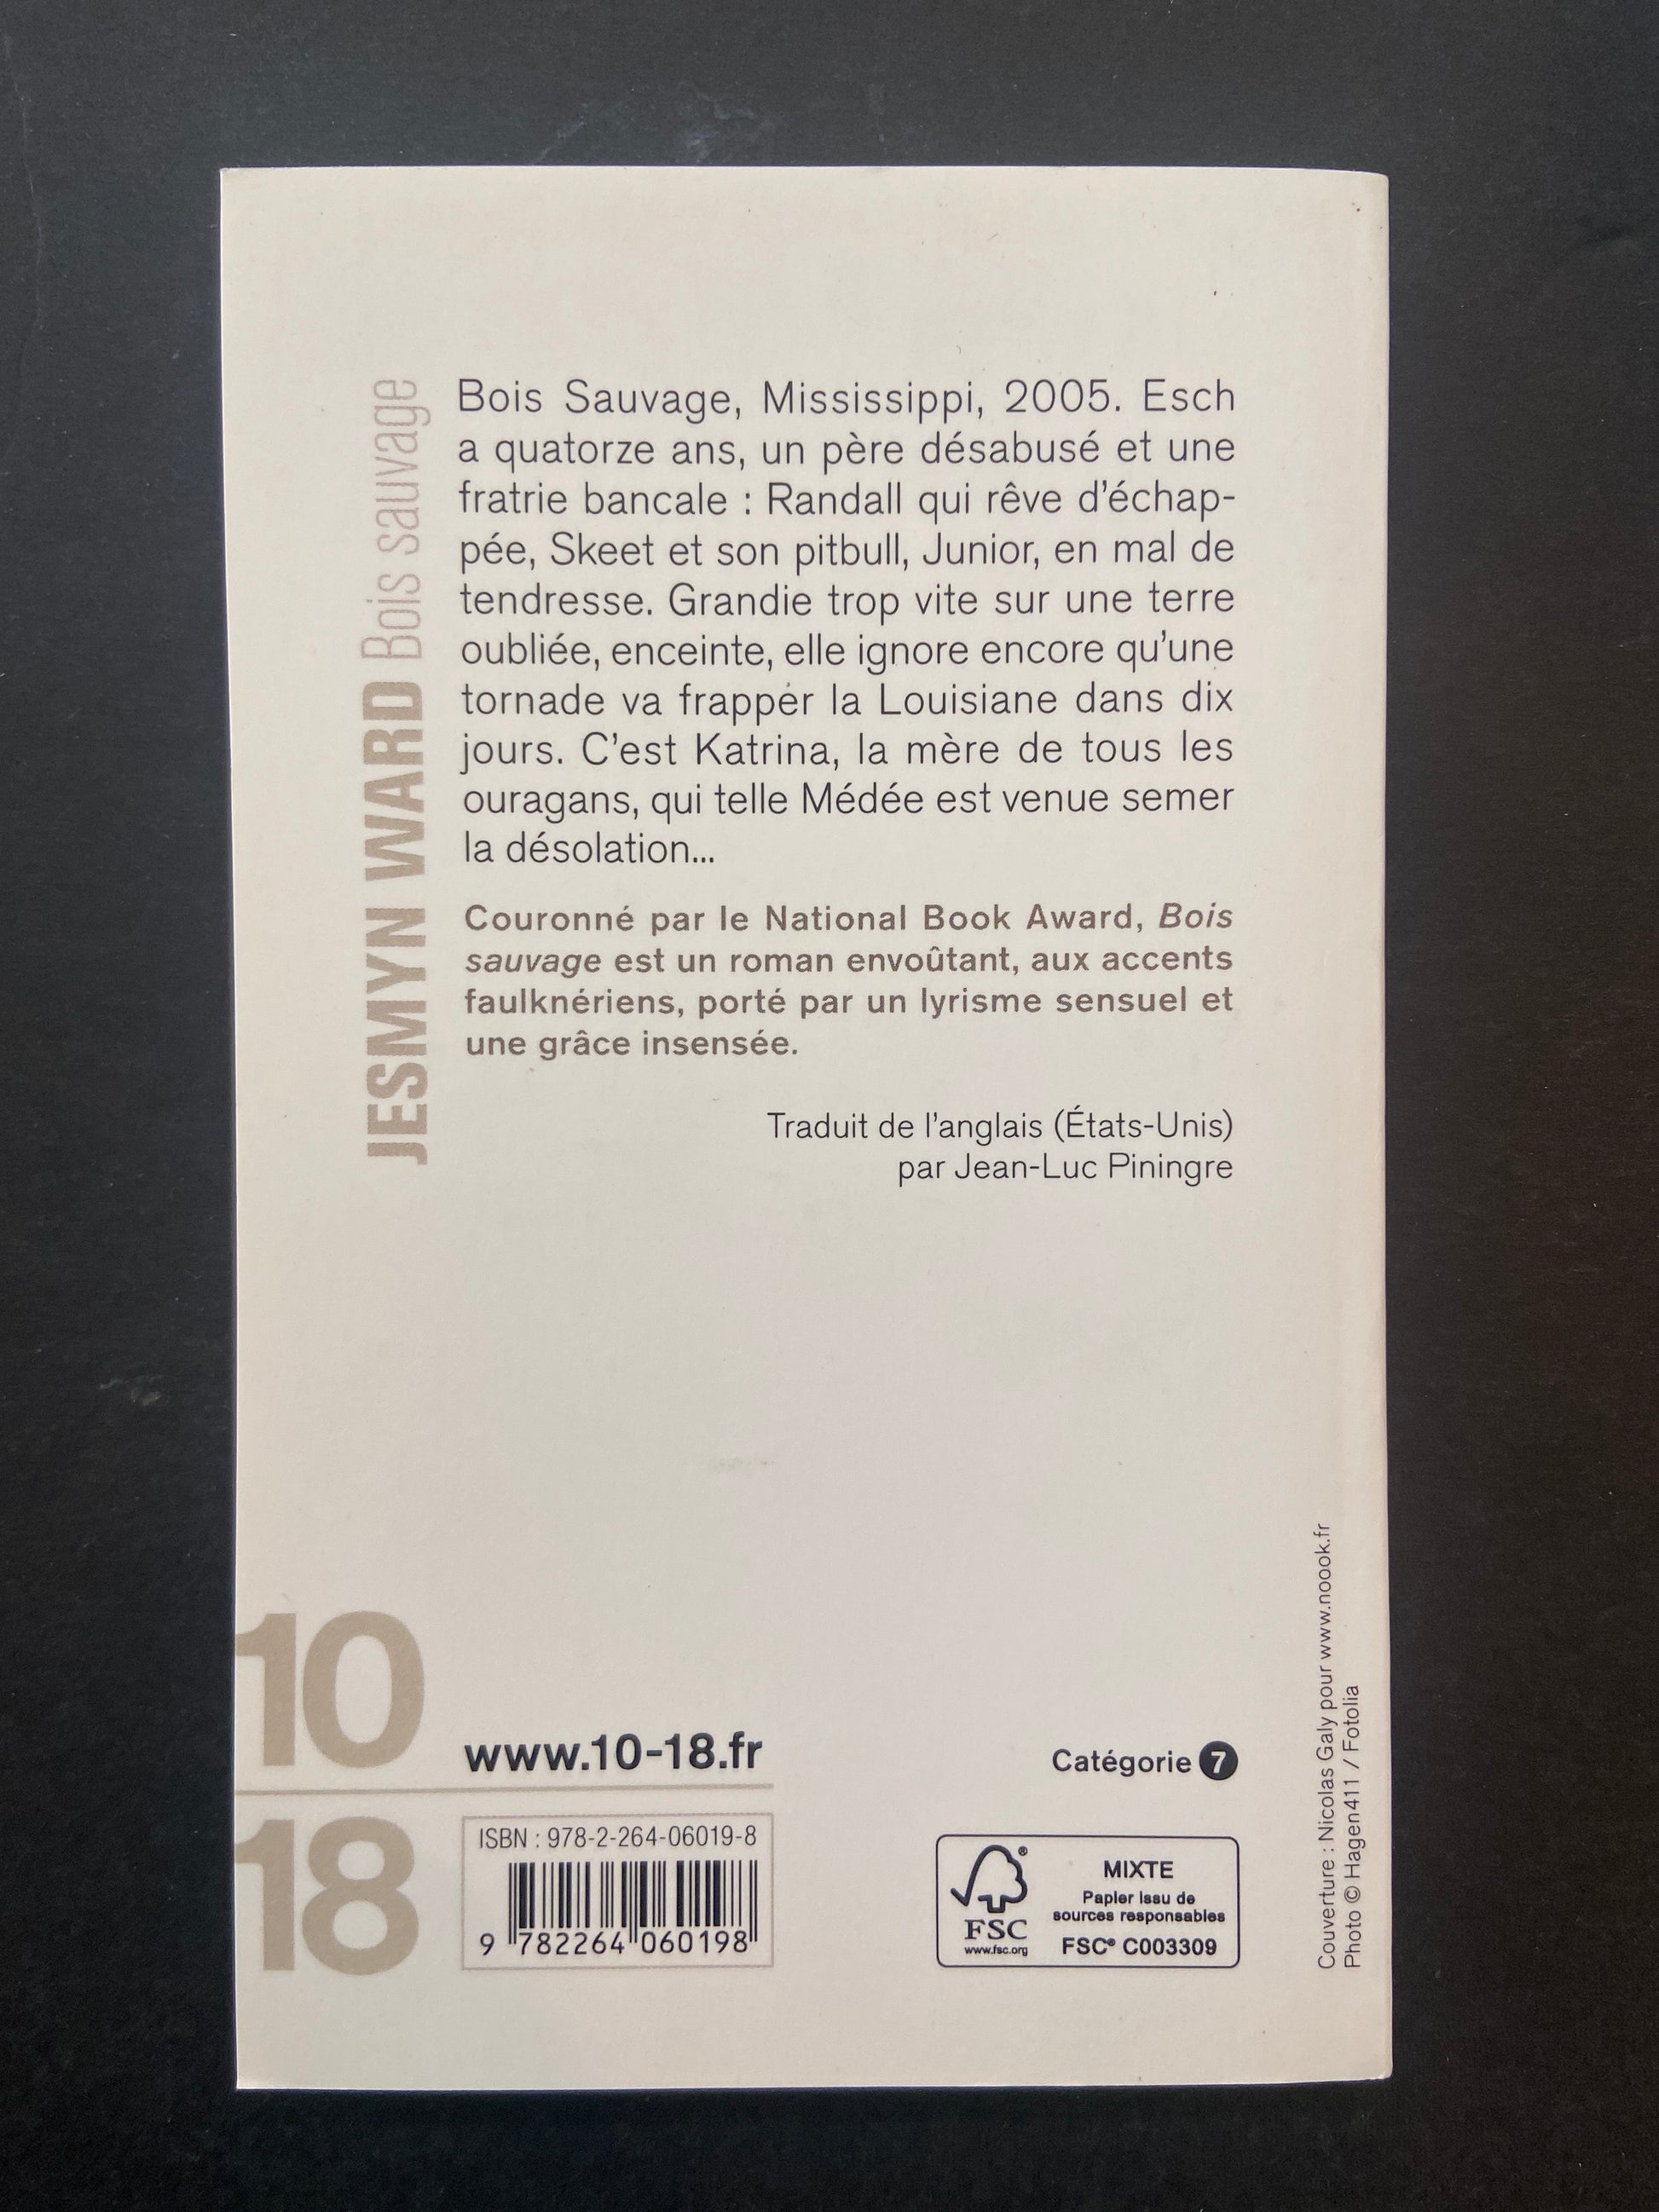 JESMYN WARD Bois sauvage
Bois Sauvage, Mississippi, 2005. Esch
a quatorze ans, un père désabusé et une
fratrie bancale : Randall qui rêve d'échap-
pée, Skeet et son pitbull, Junior, en mal de
tendresse. Grandie trop vite sur une terre
oubliée, enceinte, elle ignore encore qu'une
tornade va frapper la Louisiane dans dix
jours. C'est Katrina, la mère de tous les
ouragans, qui telle Médée est venue semer
la désolation...
Couronné par le National Book Award, Bois
sauvage est un roman envoûtant, aux accents
faulknériens, porté par un lyrisme sensuel et
une grâce insensée.
Traduit de l'anglais (États-Unis)
par Jean-Luc Piningre
10
18
www.10-18.fr
Catégorie 7
ISBN : 978-2-264-06019-8
9 782264 060198
FSC
www.fsc.org
MIXTE
Papier issu de
sources responsables
FSC® C003309
Couverture : Nicolas Galy pour www.noook.fr
Photo © Hagen411 / Fotolia